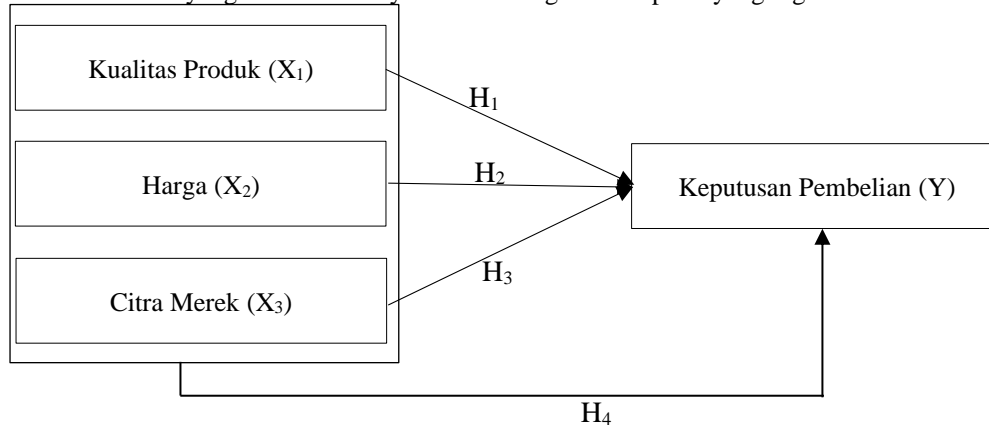 Kualitas Produk (X₁)
H₁
Harga (X₂)
H₂
Keputusan Pembelian (Y)
H₃
Citra Merek (X₃)
H₄